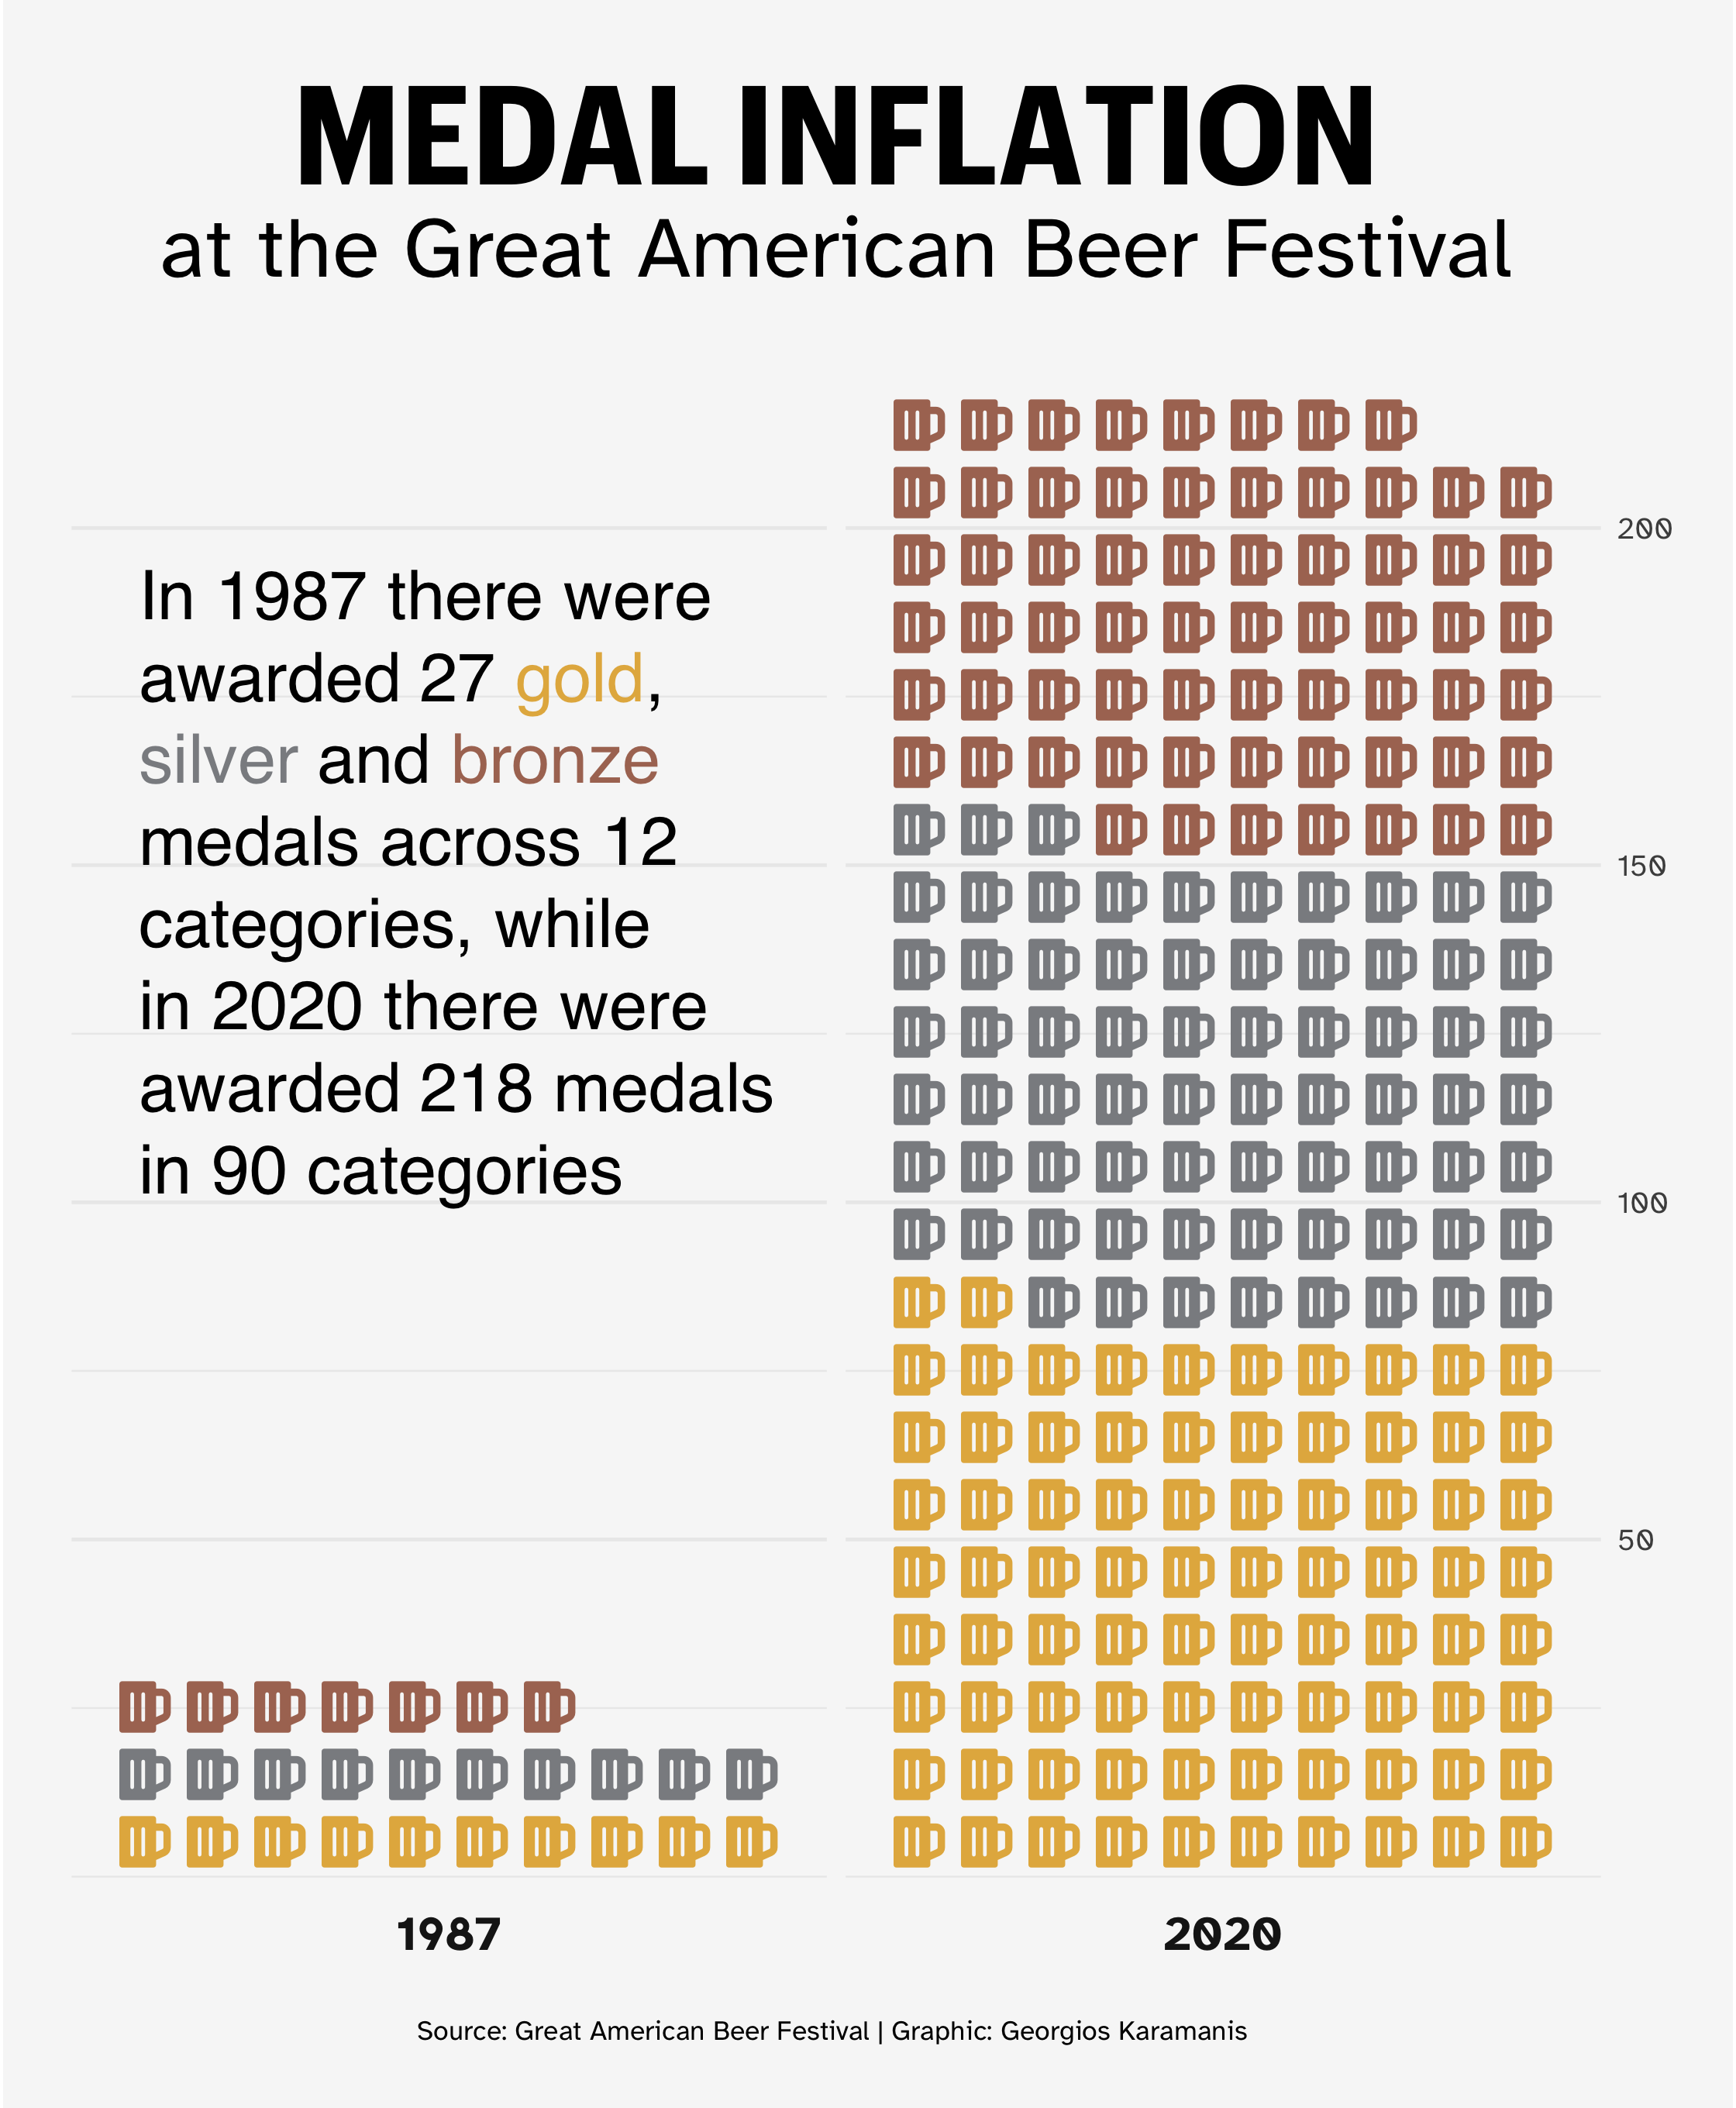 MEDAL INFLATION
at the Great American Beer Festival
In 1987 there were
awarded 27 gold,
silver and bronze
medals across 12
categories, while
in 2020 there were
awarded 218 medals
in 90 categories
200
150
100
50
1987
2020
Source: Great American Beer Festival | Graphic: Georgios Karamanis